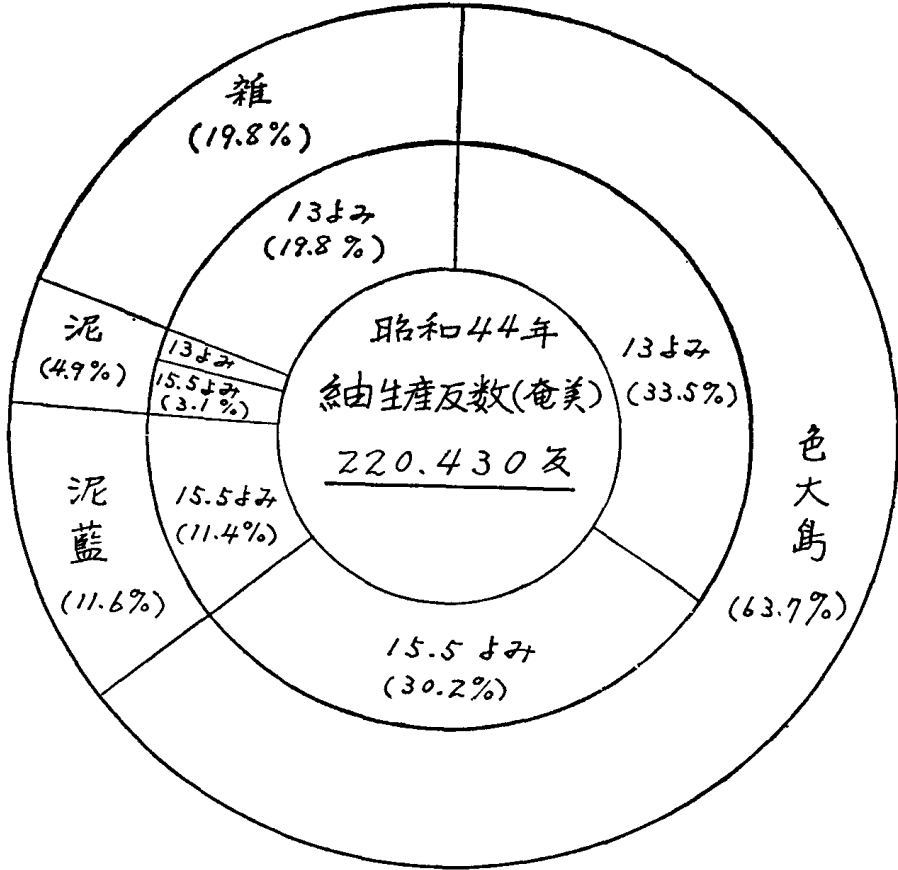 雑
(19.8%)
13よみ
(19.8%)
泥
(4.9%)
13よみ
15.5よみ
(3.1%)
泥藍
(11.6%)
15.5よみ
(11.4%)
昭和44年
紬生産反数(奄美)
220.430反
13よみ
(33.5%)
色大島
(63.7%)
15.5よみ
(30.2%)